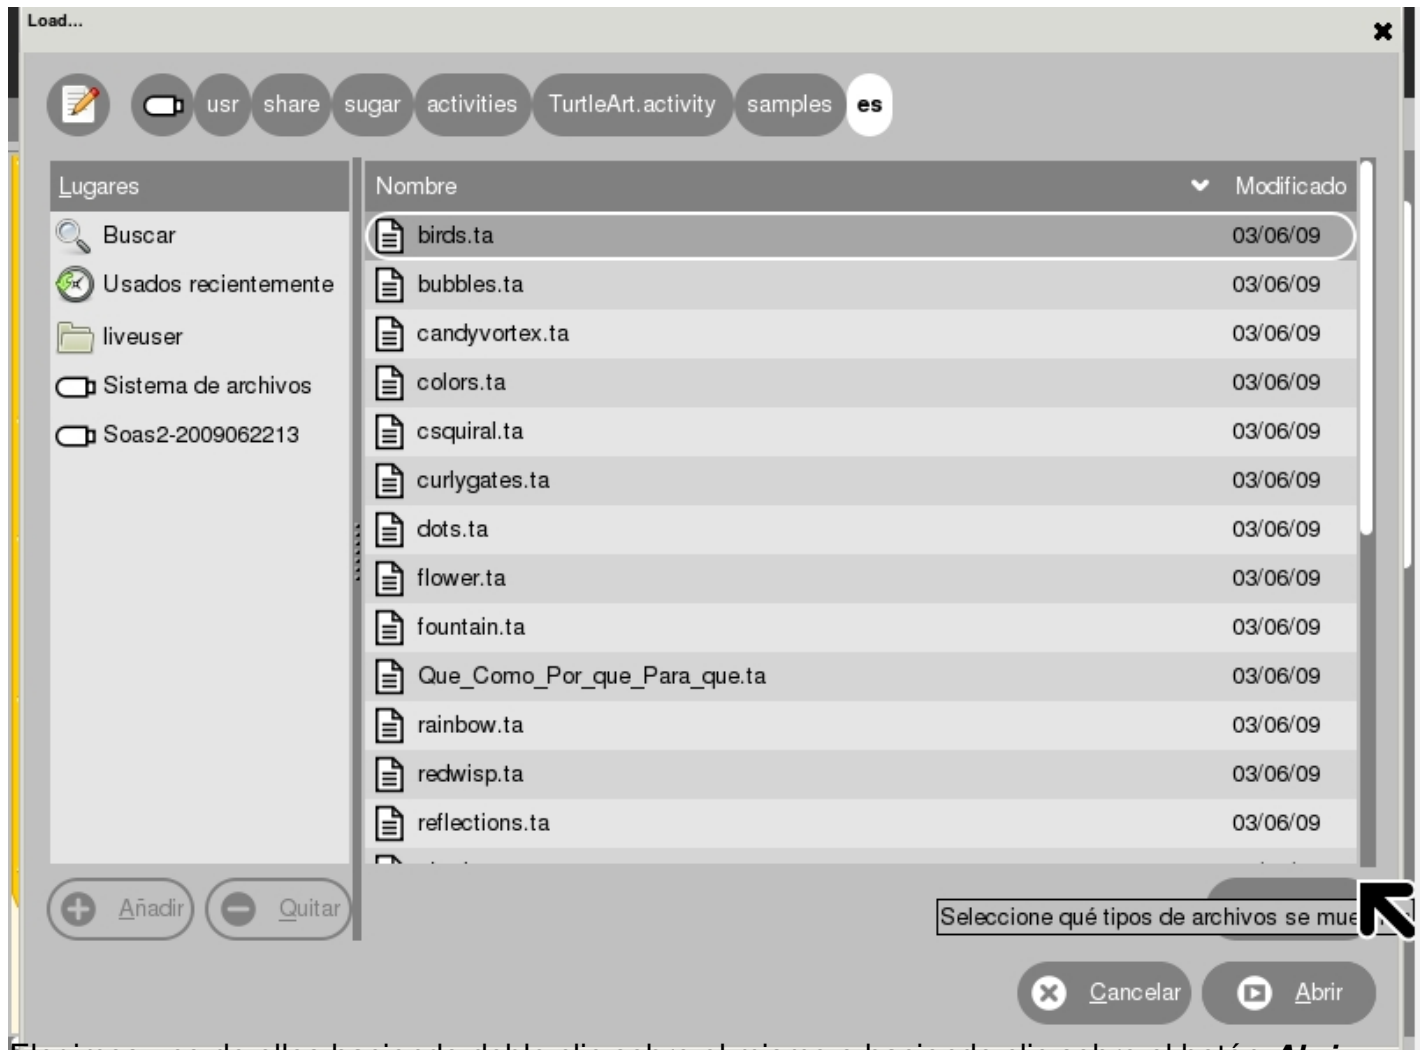 Load...
usr share sugar activities TurtleArt.activity samples es
Lugares
Buscar
Usados recientemente
liveuser
Sistema de archivos
Soas2-2009062213
Añadir Quitar
Nombre Modificado
birds.ta 03/06/09
bubbles.ta 03/06/09
candyvortex.ta 03/06/09
colors.ta 03/06/09
csquiral.ta 03/06/09
curlygates.ta 03/06/09
dots.ta 03/06/09
flower.ta 03/06/09
fountain.ta 03/06/09
Que_Como_Por_que_Para_que.ta 03/06/09
rainbow.ta 03/06/09
redwisp.ta 03/06/09
reflections.ta 03/06/09
Seleccione qué tipos de archivos se
Cancelar Abrir